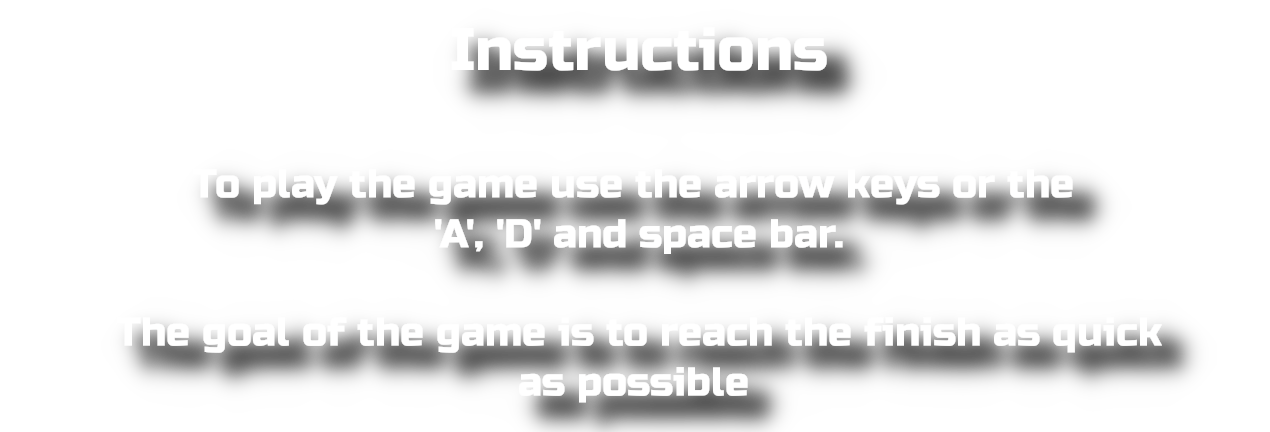 Instructions
To play the game use the arrow keys or the
'A', 'D' and space bar.
The goal of the game is to reach the finish as quick
as possible